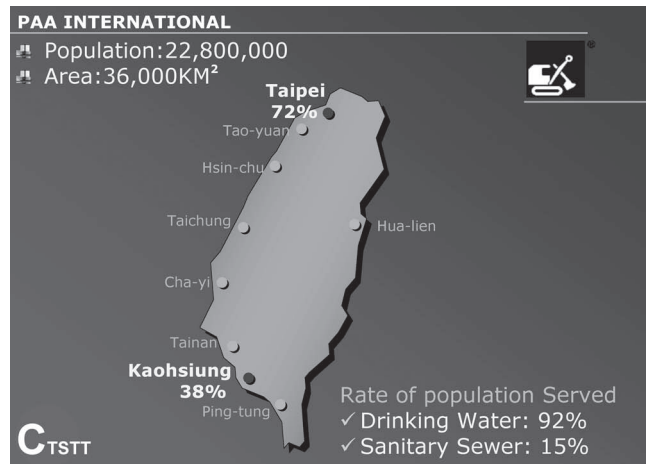 PAA INTERNATIONAL
Population:22,800,000
Area:36,000KM²
Taipei
72%
Tao-yuan
Hsin-chu
Taichung
Hua-lien
Cha-yi
Tainan
Kaohsiung
38%
Ping-tung
Rate of population Served
✓ Drinking Water: 92%
✓ Sanitary Sewer: 15%
CTSTT